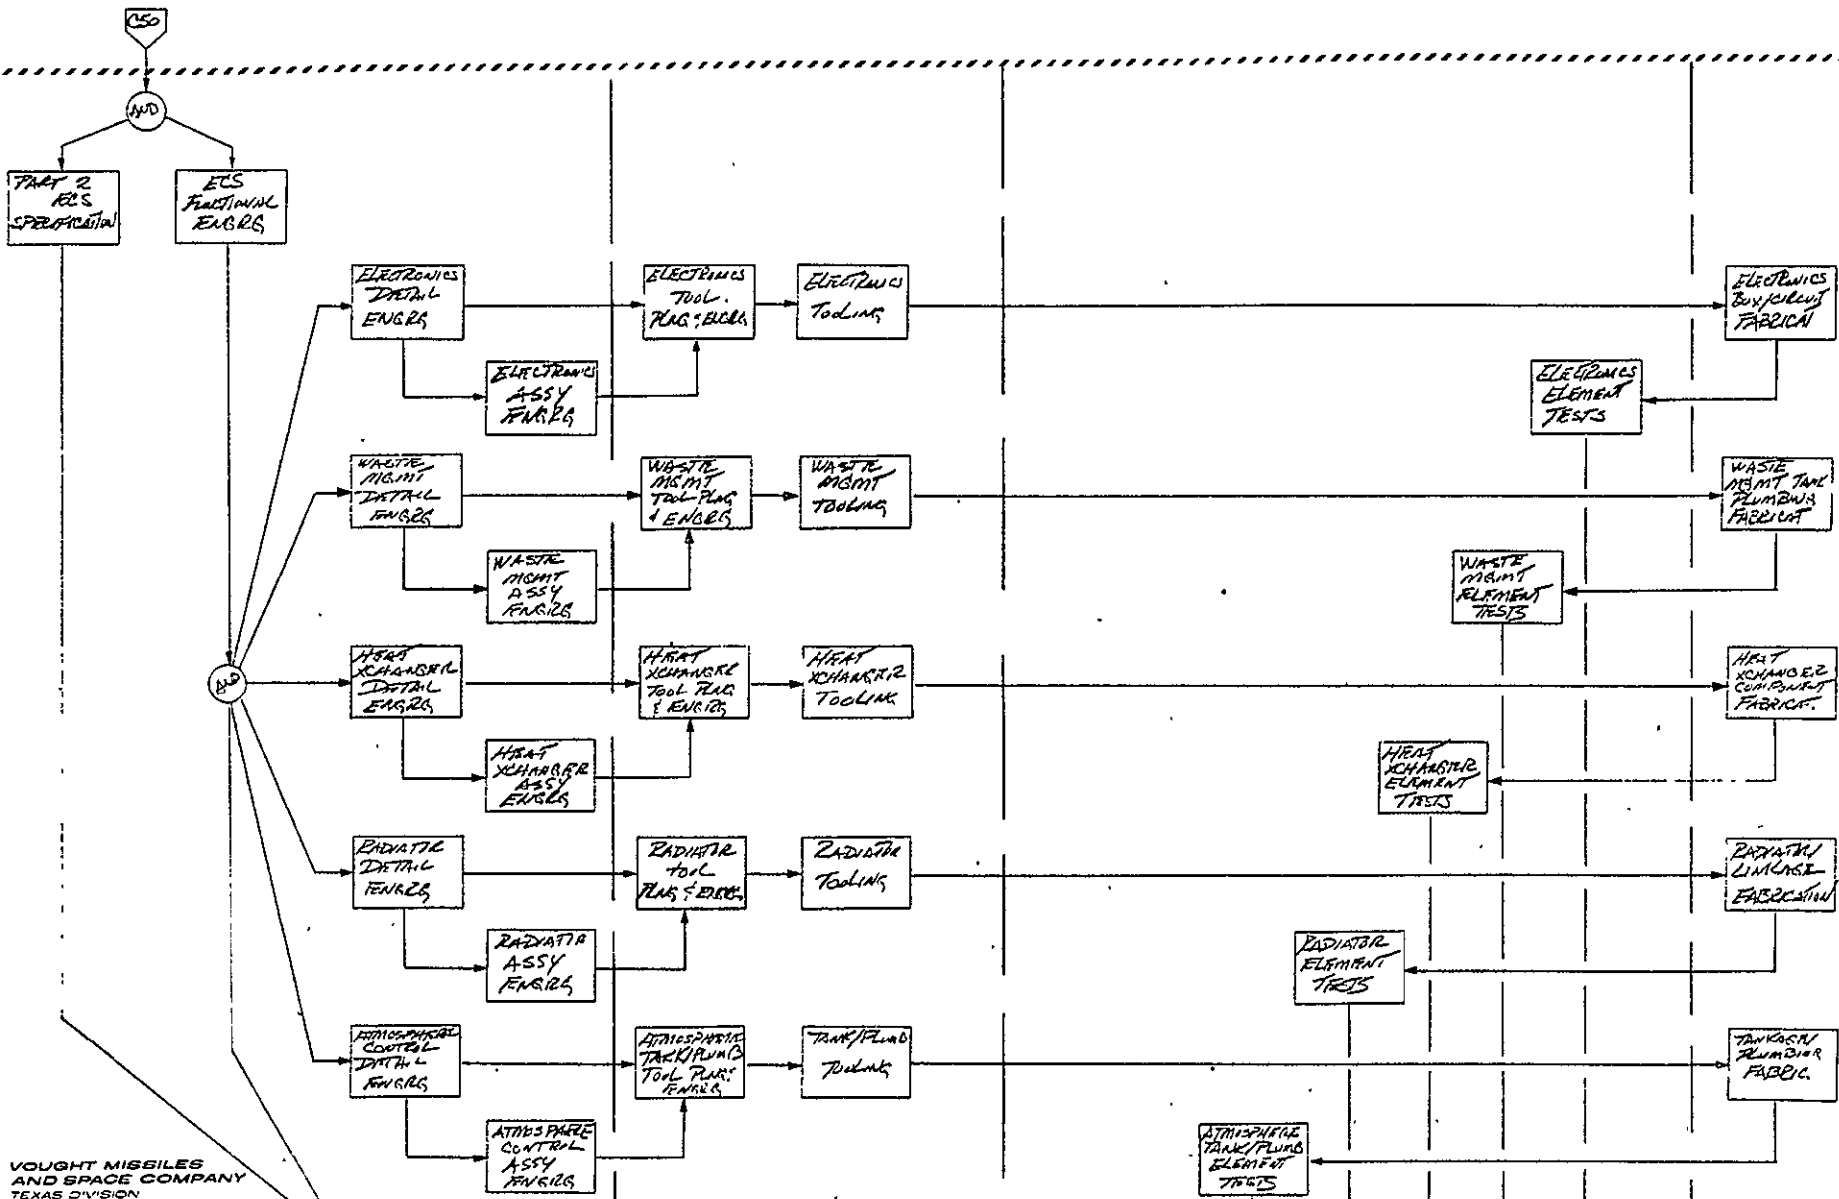 C50
AND
PART 2
ECS
SPECIFICATION
ECS
FUNCTIONAL
ENGRG
ELECTRONICS
DETAIL
ENGRG
ELECTRONICS
TOOL.
PLNG & ENGRG
ELECTRONICS
TOOLING
ELECTRONICS
BOX/CIRCUIT
FABRICAT
ELECTRONICS
ASSY
ENGRG
ELECTRONICS
ELEMENT
TESTS
WASTE
MGMT
DETAIL
ENGRG
WASTE
MGMT
TOOL PLNG
& ENGRG
WASTE
MGMT
TOOLING
WASTE
MGMT TANK
PLUMBING
FABRICAT
WASTE
MGMT
ASSY
ENGRG
WASTE
MGMT
ELEMENT
TESTS
AND
HEAT
XCHANGER
DETAIL
ENGRG
HEAT
XCHANGER
TOOL PLNG
& ENGRG
HEAT
XCHANGER
TOOLING
HEAT
XCHANGER
COMPONENT
FABRICAT.
HEAT
XCHANGER
ASSY
ENGRG
HEAT
XCHANGER
ELEMENT
TESTS
RADIATOR
DETAIL
ENGRG
RADIATOR
TOOL
PLNG & ENGRG
RADIATOR
TOOLING
RADIATOR/
LINKAGE
FABRICATION
RADIATOR
ASSY
ENGRG
RADIATOR
ELEMENT
TESTS
ATMOSPHERE
CONTROL
DETAIL
ENGRG
ATMOSPHERE
TANK/PLUMB
TOOL PLNG &
ENGRG
TANK/PLUMB
TOOLING
TANKAGE/
PLUMBING
FABRIC.
ATMOSPHERE
CONTROL
ASSY
ENGRG
ATMOSPHERE
TANK/PLUMB
ELEMENT
TESTS
VOUGHT MISSILES
AND SPACE COMPANY
TEXAS DIVISION